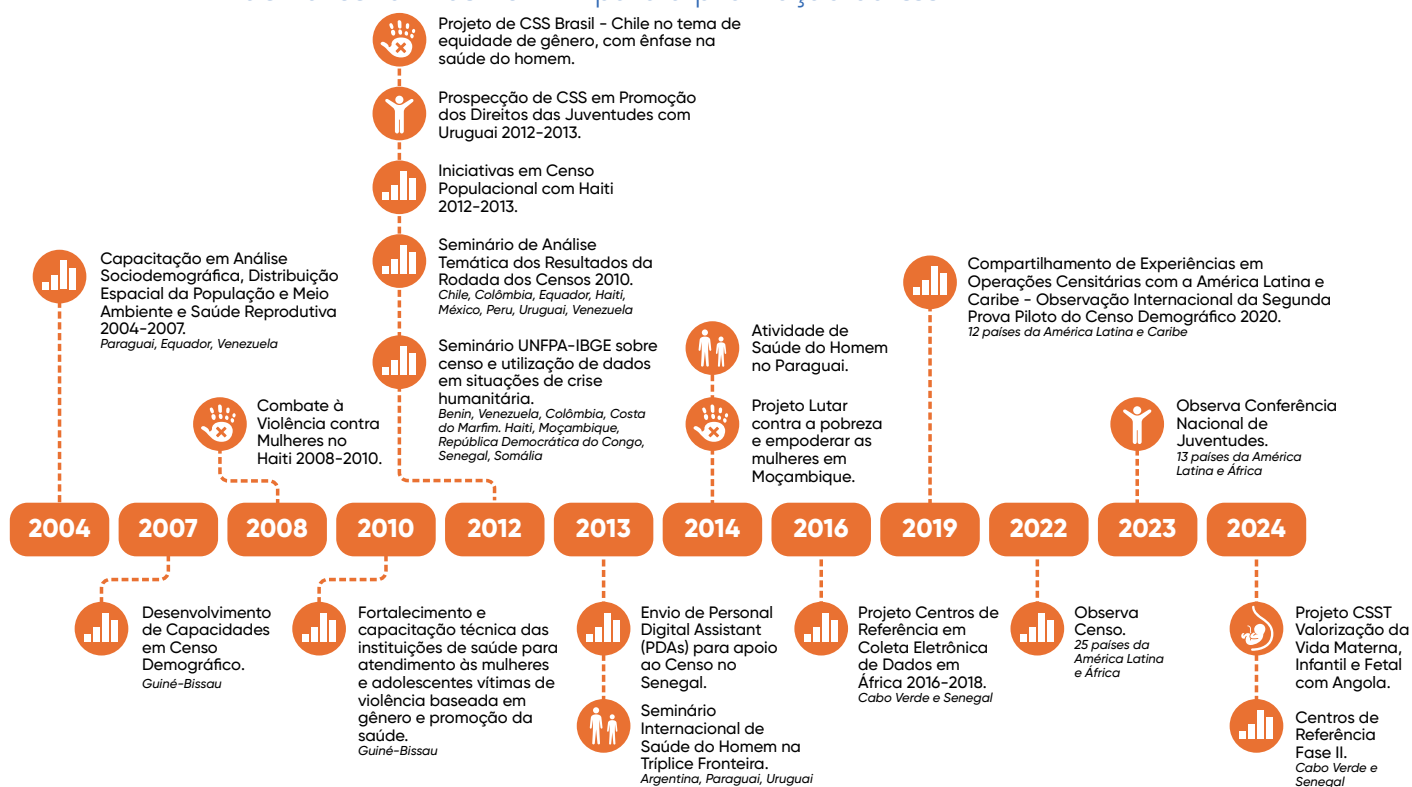 Projeto de CSS Brasil - Chile no tema de
equidade de gênero, com ênfase na
saúde do homem.
Prospecção de CSS em Promoção
dos Direitos das Juventudes com
Uruguai 2012-2013.
Iniciativas em Censo
Populacional com Haiti
2012-2013.
Seminário de Análise
Temática dos Resultados da
Rodada dos Censos 2010.
Chile, Colômbia, Equador, Haiti,
México, Peru, Uruguai, Venezuela
Seminário UNFPA-IBGE sobre
censo e utilização de dados
em situações de crise
humanitária.
Benin, Venezuela, Colômbia, Costa
do Marfim. Haiti, Moçambique,
República Democrática do Congo,
Senegal, Somália
Capacitação em Análise
Sociodemográfica, Distribuição
Espacial da População e Meio
Ambiente e Saúde Reprodutiva
2004-2007.
Paraguai, Equador, Venezuela
Combate à
Violência contra
Mulheres no
Haiti 2008-2010.
Atividade de
Saúde do Homem
no Paraguai.
Projeto Lutar
contra a pobreza
e empoderar as
mulheres em
Moçambique.
Compartilhamento de Experiências em
Operações Censitárias com a América Latina e
Caribe - Observação Internacional da Segunda
Prova Piloto do Censo Demográfico 2020.
12 países da América Latina e Caribe
Observa Conferência
Nacional de
Juventudes.
13 países da América
Latina e África
2004
2007
2008
2010
2012
2013
2014
2016
2019
2022
2023
2024
Desenvolvimento
de Capacidades
em Censo
Demográfico.
Guiné-Bissau
Fortalecimento e
capacitação técnica das
instituições de saúde para
atendimento às mulheres
e adolescentes vítimas de
violência baseada em
gênero e promoção da
saúde.
Guiné-Bissau
Envio de Personal
Digital Assistant
(PDAs) para apoio
ao Censo no
Senegal.
Seminário
Internacional de
Saúde do Homem na
Tríplice Fronteira.
Argentina, Paraguai, Uruguai
Projeto Centros de
Referência em
Coleta Eletrônica
de Dados em
África 2016-2018.
Cabo Verde e Senegal
Observa
Censo.
25 países da
América Latina
e África
Projeto CSST
Valorização da
Vida Materna,
Infantil e Fetal
com Angola.
Centros de
Referência
Fase II.
Cabo Verde e
Senegal